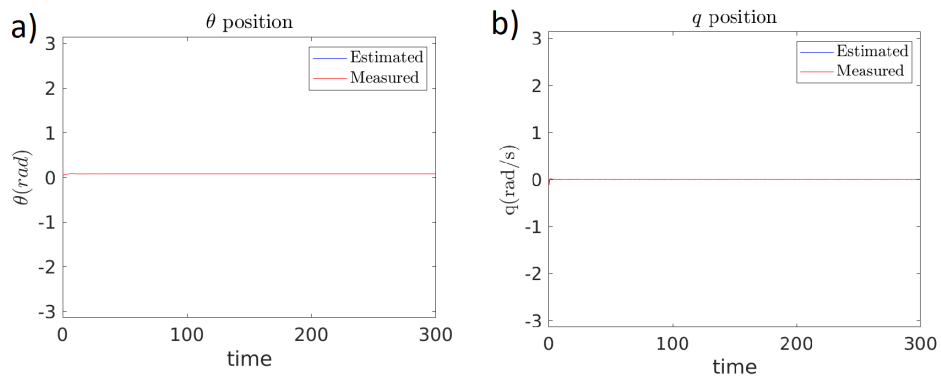 a)
θ position
3
2
1
0
-1
-2
-3
θ(rad)
0
100
200
300
time
Estimated
Measured
b)
q position
3
2
1
0
-1
-2
-3
q(rad/s)
0
100
200
300
time
Estimated
Measured